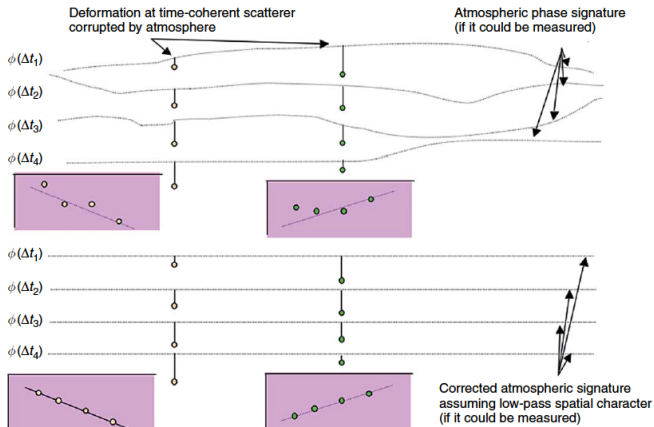 Deformation at time-coherent scatterer
corrupted by atmosphere
Atmospheric phase signature
(if it could be measured)
ϕ(Δt₁)
ϕ(Δt₂)
ϕ(Δt₃)
ϕ(Δt₄)
ϕ(Δt₁)
ϕ(Δt₂)
ϕ(Δt₃)
ϕ(Δt₄)
Corrected atmospheric signature
assuming low-pass spatial character
(if it could be measured)